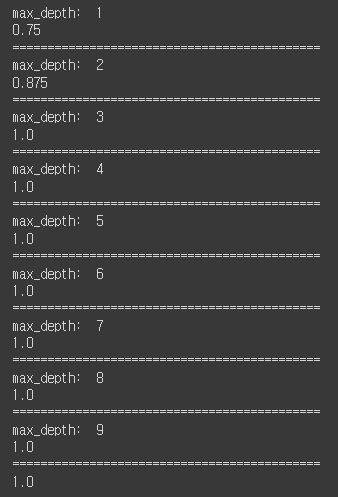 max_depth:  1
0.75
============================================
max_depth:  2
0.875
============================================
max_depth:  3
1.0
============================================
max_depth:  4
1.0
============================================
max_depth:  5
1.0
============================================
max_depth:  6
1.0
============================================
max_depth:  7
1.0
============================================
max_depth:  8
1.0
============================================
max_depth:  9
1.0
============================================
1.0